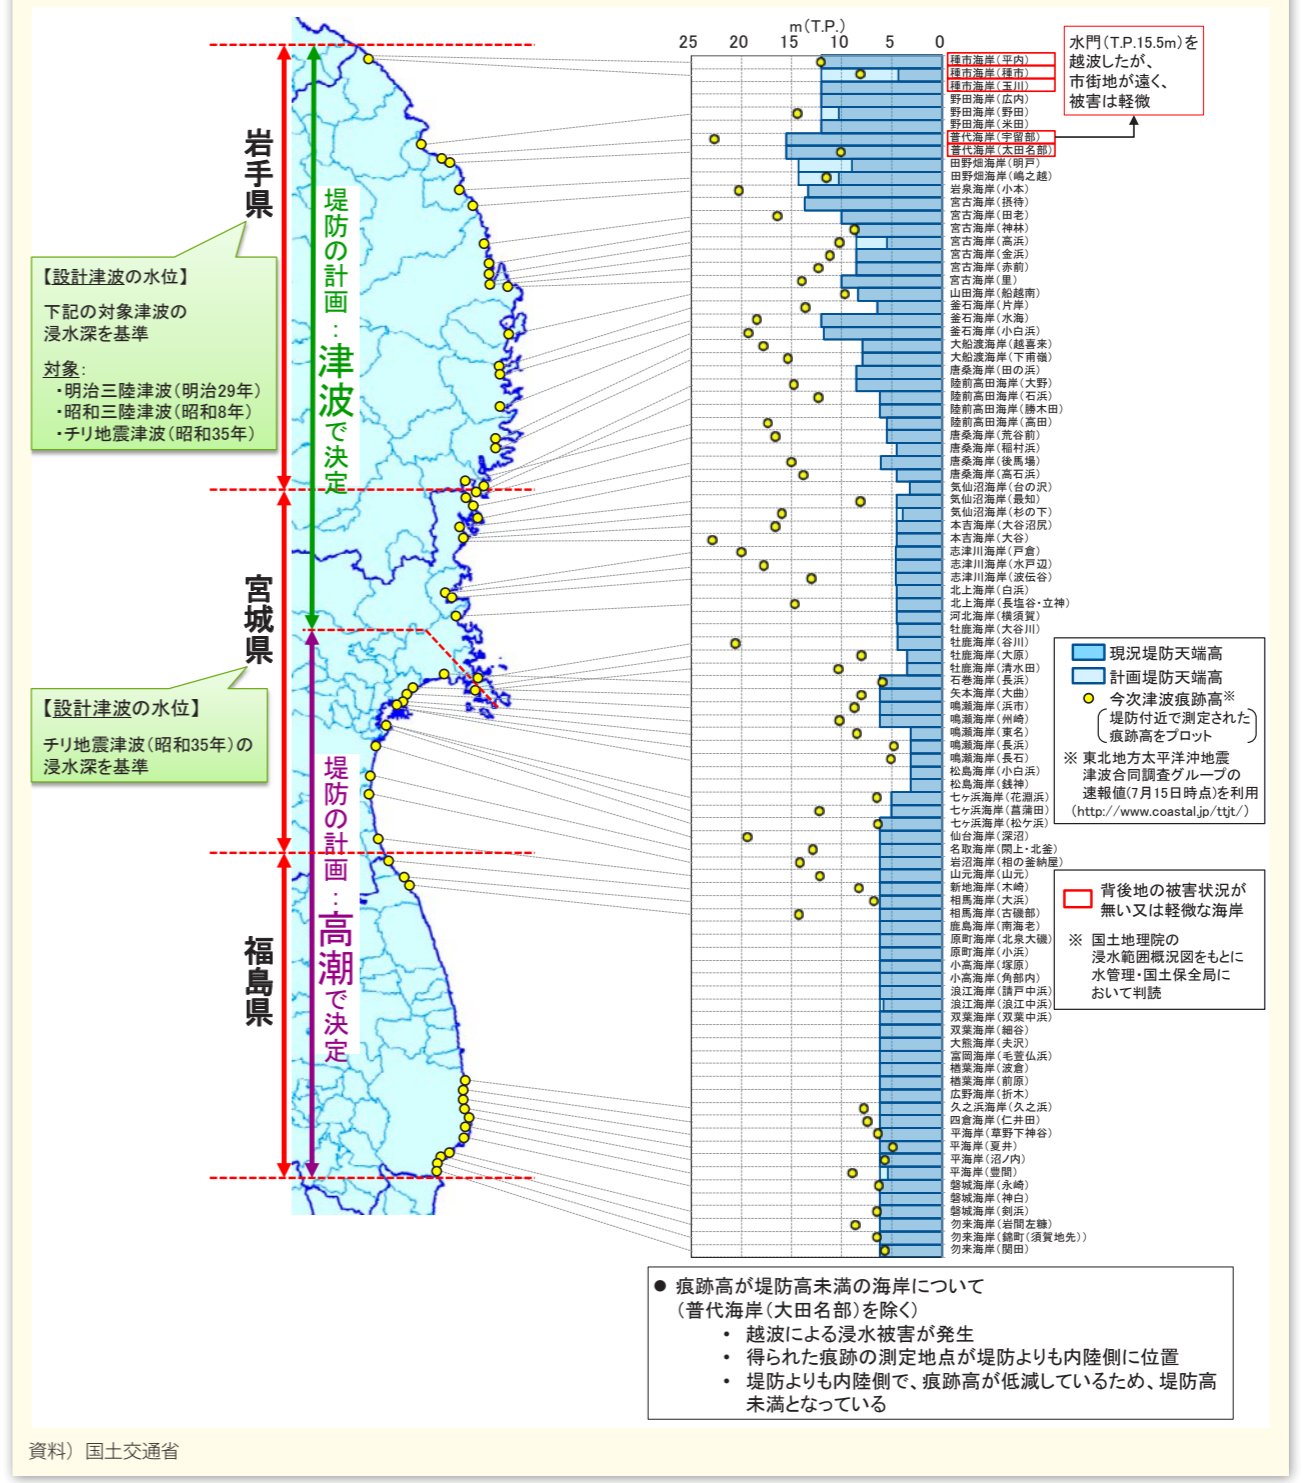 m(T.P.)
25 20 15 10 5 0
水門(T.P.15.5m)を
越波したが、
市街地が遠く、
被害は軽微
岩手県
宮城県
福島県
堤防の計画：津波で決定
堤防の計画：高潮で決定
【設計津波の水位】
下記の対象津波の
浸水深を基準
対象：
・明治三陸津波(明治29年)
・昭和三陸津波(昭和8年)
・チリ地震津波(昭和35年)
【設計津波の水位】
チリ地震津波(昭和35年)の
浸水深を基準
種市海岸(平内)
種市海岸(種市)
種市海岸(玉川)
野田海岸(広内)
野田海岸(野田)
野田海岸(米田)
普代海岸(宇留部)
普代海岸(太田名部)
田野畑海岸(明戸)
田野畑海岸(嶋之越)
岩泉海岸(小本)
宮古海岸(摂待)
宮古海岸(田老)
宮古海岸(神林)
宮古海岸(高浜)
宮古海岸(金浜)
宮古海岸(赤前)
宮古海岸(里)
山田海岸(船越南)
釜石海岸(片岸)
釜石海岸(水海)
釜石海岸(小白浜)
大船渡海岸(越喜来)
大船渡海岸(下甫嶺)
唐桑海岸(田の浜)
陸前高田海岸(大野)
陸前高田海岸(石浜)
陸前高田海岸(勝木田)
陸前高田海岸(高田)
唐桑海岸(荒谷前)
唐桑海岸(稲村浜)
唐桑海岸(後馬場)
唐桑海岸(高石浜)
気仙沼海岸(台の沢)
気仙沼海岸(最知)
気仙沼海岸(杉の下)
本吉海岸(大谷沼尻)
本吉海岸(大谷)
志津川海岸(戸倉)
志津川海岸(水戸辺)
志津川海岸(波伝谷)
北上海岸(白浜)
北上海岸(長塩谷・立神)
河北海岸(横須賀)
牡鹿海岸(大谷川)
牡鹿海岸(谷川)
牡鹿海岸(大原)
牡鹿海岸(清水田)
石巻海岸(長浜)
矢本海岸(大曲)
鳴瀬海岸(浜市)
鳴瀬海岸(州崎)
鳴瀬海岸(東名)
鳴瀬海岸(長浜)
鳴瀬海岸(長石)
松島海岸(小白浜)
松島海岸(銭神)
七ヶ浜海岸(花淵浜)
七ヶ浜海岸(菖蒲田)
七ヶ浜海岸(松ケ浜)
仙台海岸(深沼)
名取海岸(閖上・北釜)
岩沼海岸(相の釜納屋)
山元海岸(山元)
新地海岸(木崎)
相馬海岸(大浜)
相馬海岸(古磯部)
鹿島海岸(南海老)
原町海岸(北泉大磯)
原町海岸(小浜)
小高海岸(塚原)
小高海岸(角部内)
浪江海岸(請戸中浜)
浪江海岸(浪江中浜)
双葉海岸(双葉中浜)
双葉海岸(細谷)
大熊海岸(夫沢)
富岡海岸(毛萱仏浜)
楢葉海岸(波倉)
楢葉海岸(前原)
広野海岸(折木)
久之浜海岸(久之浜)
四倉海岸(仁井田)
平海岸(草野下神谷)
平海岸(夏井)
平海岸(沼ノ内)
平海岸(豊間)
磐城海岸(永崎)
磐城海岸(神白)
磐城海岸(剣浜)
勿来海岸(岩間左糠)
勿来海岸(錦町(須賀地先))
勿来海岸(関田)
現況堤防天端高
計画堤防天端高
今次津波痕跡高※
(堤防付近で測定された
痕跡高をプロット)
※ 東北地方太平洋沖地震
津波合同調査グループの
速報値(7月15日時点)を利用
(http://www.coastal.jp/ttjt/)
背後地の被害状況が
無い又は軽微な海岸
※ 国土地理院の
浸水範囲概況図をもとに
水管理・国土保全局に
おいて判読
● 痕跡高が堤防高未満の海岸について
(普代海岸(大田名部)を除く)
・ 越波による浸水被害が発生
・ 得られた痕跡の測定地点が堤防よりも内陸側に位置
・ 堤防よりも内陸側で、痕跡高が低減しているため、堤防高
未満となっている
資料）国土交通省